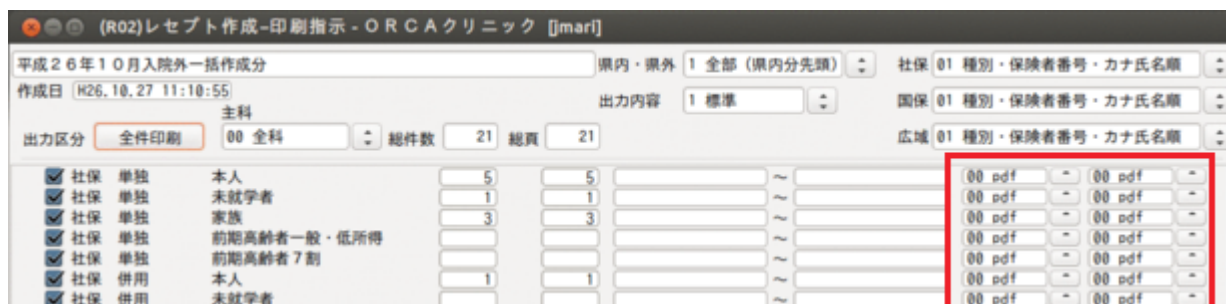 (R02)レセプト作成-印刷指示 - ＯＲＣＡクリニック [jmari]
平成２６年１０月入院外一括作成分 県内・県外 1 全部（県内分先頭） 社保 01 種別・保険者番号・カナ氏名順
作成日 H26.10.27 11:10:55 出力内容 1 標準 国保 01 種別・保険者番号・カナ氏名順
主科
出力区分 全件印刷 00 全科 総件数 21 総頁 21 広域 01 種別・保険者番号・カナ氏名順
社保 単独 本人 5 5 ～ 00 pdf 00 pdf
社保 単独 未就学者 1 1 ～ 00 pdf 00 pdf
社保 単独 家族 3 3 ～ 00 pdf 00 pdf
社保 単独 前期高齢者一般・低所得 ～ 00 pdf 00 pdf
社保 単独 前期高齢者７割 ～ 00 pdf 00 pdf
社保 併用 本人 1 1 ～ 00 pdf 00 pdf
社保 併用 未就学者 ～ 00 pdf 00 pdf